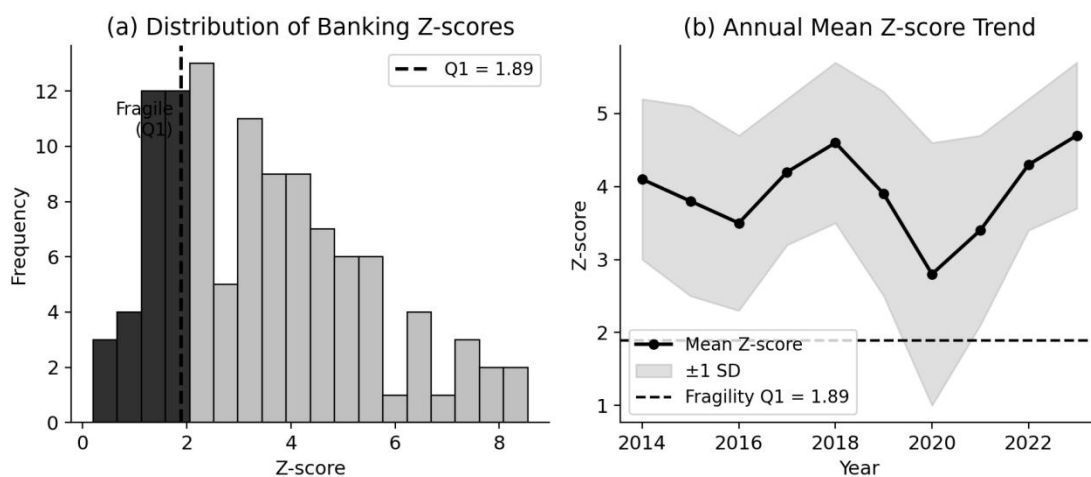 (a) Distribution of Banking Z-scores
Q1 = 1.89
Fragile
(Q1)
Frequency
12
10
8
6
4
2
0
0 2 4 6 8
Z-score
(b) Annual Mean Z-score Trend
Z-score
5
4
3
2
1
Mean Z-score
±1 SD
Fragility Q1 = 1.89
2014 2016 2018 2020 2022
Year